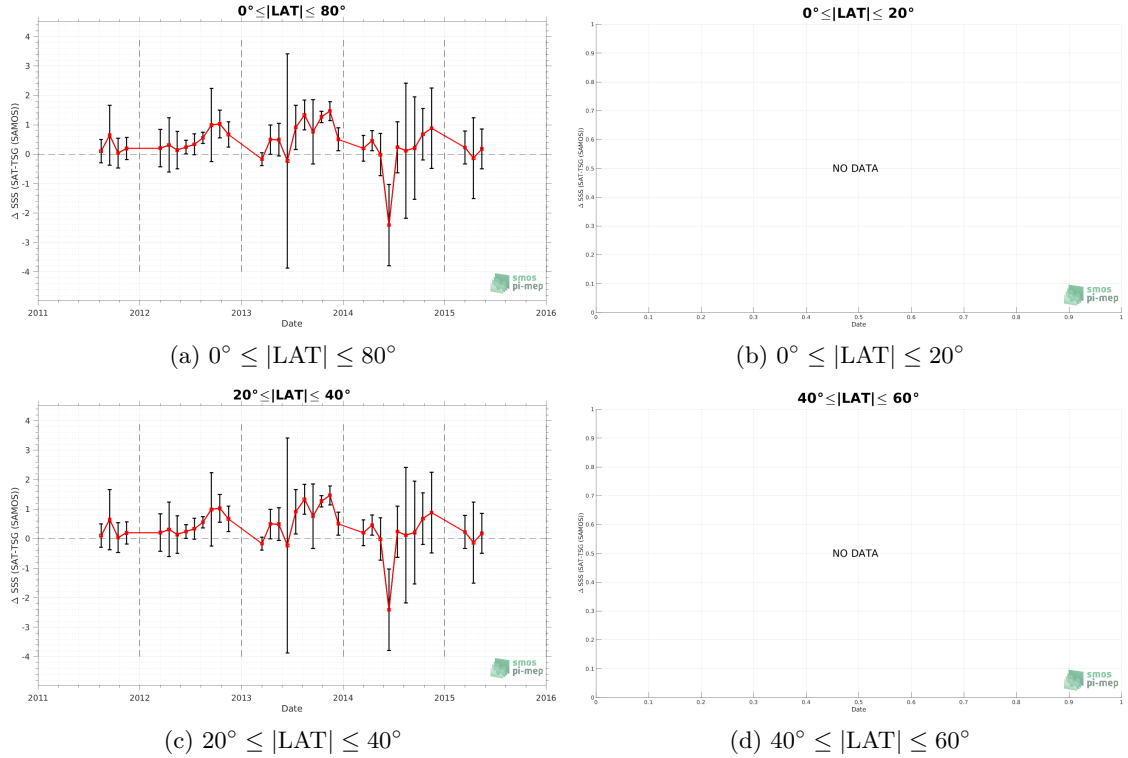 0°≤|LAT|≤ 80°
Δ SSS (SAT-TSG (SAMOS))
4
3
2
1
0
-1
-2
-3
-4
2011 2012 2013 2014 2015 2016
Date
smos
pi-mep
(a) 0° ≤ |LAT| ≤ 80°
0°≤|LAT|≤ 20°
Δ SSS (SAT-TSG (SAMOS))
1
0.9
0.8
0.7
0.6
0.5
0.4
0.3
0.2
0.1
0
NO DATA
0 0.1 0.2 0.3 0.4 0.5 0.6 0.7 0.8 0.9 1
Date
smos
pi-mep
(b) 0° ≤ |LAT| ≤ 20°
20°≤|LAT|≤ 40°
Δ SSS (SAT-TSG (SAMOS))
4
3
2
1
0
-1
-2
-3
-4
2011 2012 2013 2014 2015 2016
Date
smos
pi-mep
(c) 20° ≤ |LAT| ≤ 40°
40°≤|LAT|≤ 60°
Δ SSS (SAT-TSG (SAMOS))
1
0.9
0.8
0.7
0.6
0.5
0.4
0.3
0.2
0.1
0
NO DATA
0 0.1 0.2 0.3 0.4 0.5 0.6 0.7 0.8 0.9 1
Date
smos
pi-mep
(d) 40° ≤ |LAT| ≤ 60°